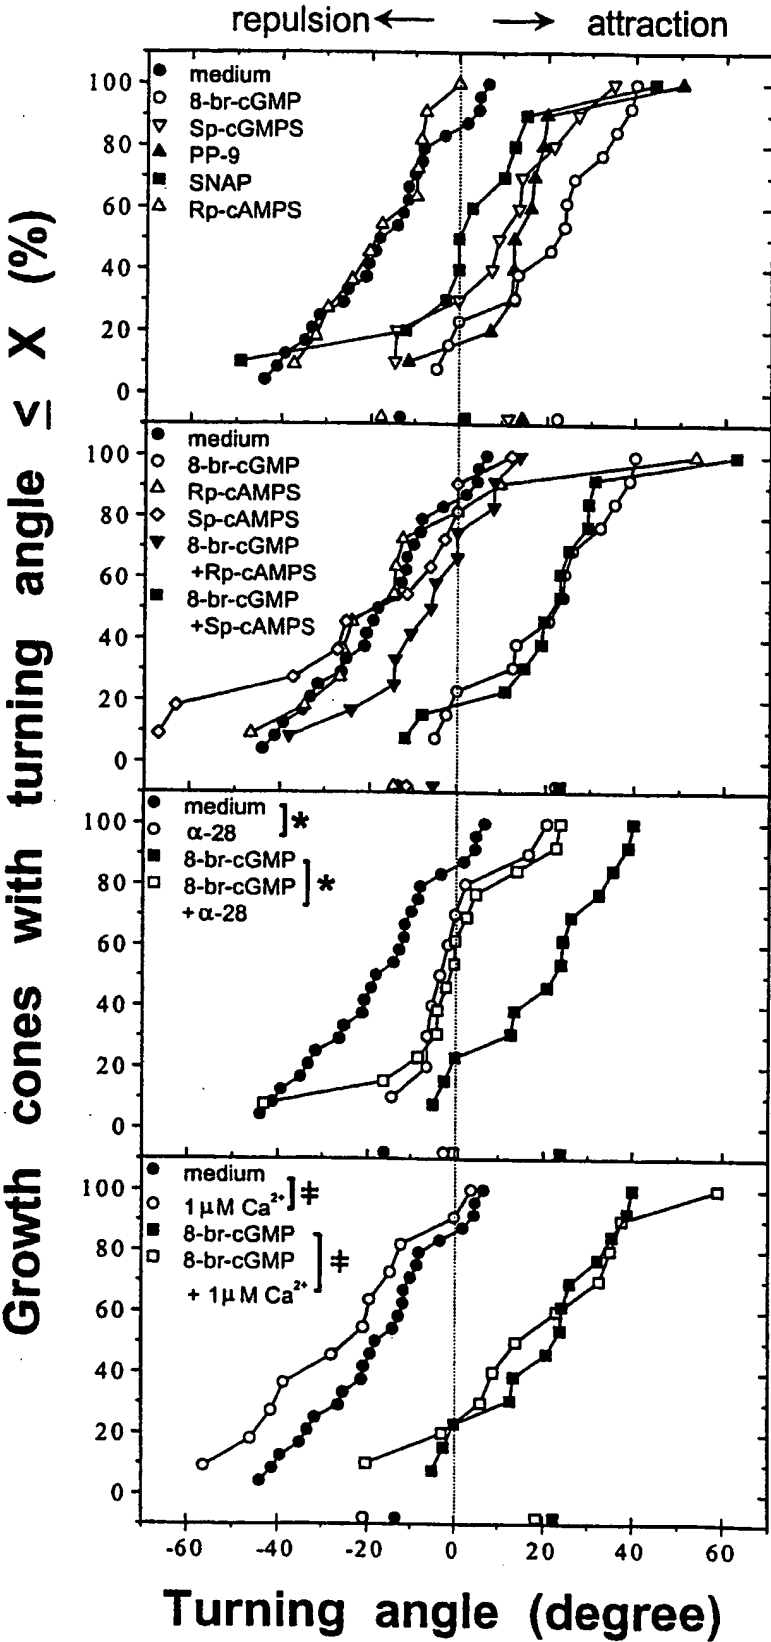 repulsion ← → attraction
Growth cones with turning angle ≤ X (%)
100
80
60
40
20
0
medium
8-br-cGMP
Sp-cGMPS
PP-9
SNAP
Rp-cAMPS
100
80
60
40
20
0
medium
8-br-cGMP
Rp-cAMPS
Sp-cAMPS
8-br-cGMP
+Rp-cAMPS
8-br-cGMP
+Sp-cAMPS
100
80
60
40
20
0
medium
α-28
]*
8-br-cGMP
8-br-cGMP
+ α-28
]*
100
80
60
40
20
0
medium
1μM Ca²⁺
]‡
8-br-cGMP
8-br-cGMP
+ 1μM Ca²⁺
]‡
-60 -40 -20 0 20 40 60
Turning angle (degree)